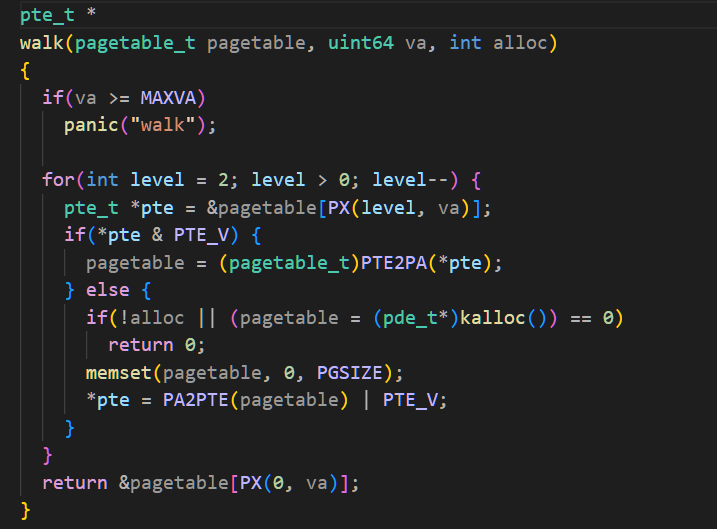 pte_t *
walk(pagetable_t pagetable, uint64 va, int alloc)
{
  if(va >= MAXVA)
    panic("walk");

  for(int level = 2; level > 0; level--) {
    pte_t *pte = &pagetable[PX(level, va)];
    if(*pte & PTE_V) {
      pagetable = (pagetable_t)PTE2PA(*pte);
    } else {
      if(!alloc || (pagetable = (pde_t*)kalloc()) == 0)
        return 0;
      memset(pagetable, 0, PGSIZE);
      *pte = PA2PTE(pagetable) | PTE_V;
    }
  }
  return &pagetable[PX(0, va)];
}